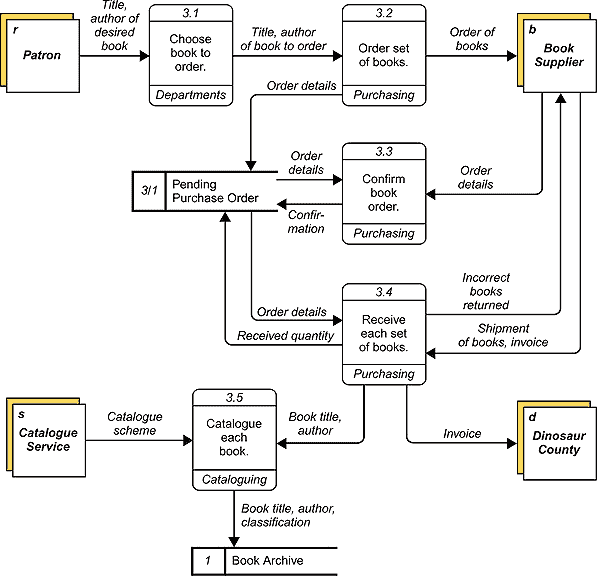 r
Patron
Title,
author of
desired
book
3.1
Choose
book to
order.
Departments
Title, author
of book to order
3.2
Order set
of books.
Purchasing
Order of
books
b
Book
Supplier
Order details
3/1
Pending
Purchase Order
Order
details
Confir-
mation
3.3
Confirm
book
order.
Purchasing
Order
details
Order details
Received quantity
3.4
Receive
each set
of books.
Purchasing
Incorrect
books
returned
Shipment
of books, invoice
s
Catalogue
Service
Catalogue
scheme
3.5
Catalogue
each
book.
Cataloguing
Book title,
author
Invoice
d
Dinosaur
County
Book title, author,
classification
1
Book Archive